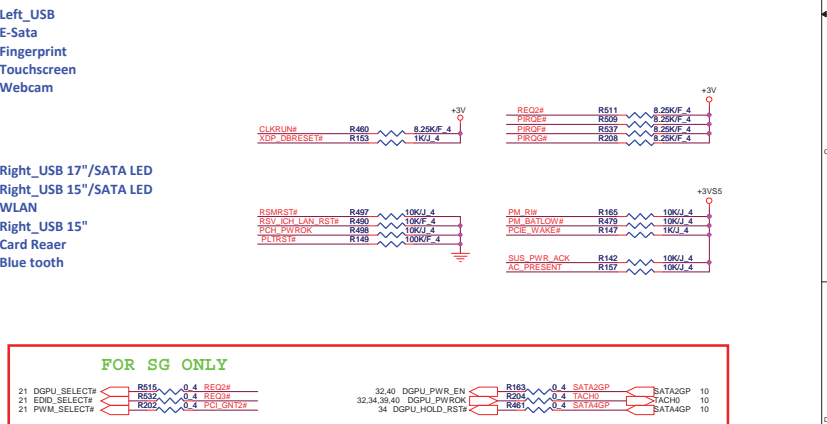 Left_USB
E-Sata
Fingerprint
Touchscreen
Webcam
+3V
CLKRUN# R460 8.25K/F_4
XDP_DBRESET# R153 1K/J_4
+3V
REQ2# R511 8.25K/F_4
PIRQE# R509 8.25K/F_4
PIRQF# R537 8.25K/F_4
PIRQG# R208 8.25K/F_4
Right_USB 17"/SATA LED
Right_USB 15"/SATA LED
WLAN
Right_USB 15"
Card Reaer
Blue tooth
RSMRST# R497 10K/J_4
RSV_ICH_LAN_RST# R490 10K/F_4
PCH_PWROK R498 10K/J_4
PLTRST# R149 100K/F_4
+3VS5
PM_RI# R165 10K/J_4
PM_BATLOW# R479 10K/J_4
PCIE_WAKE# R147 1K/J_4
SUS_PWR_ACK R142 10K/J_4
AC_PRESENT R157 10K/J_4
FOR SG ONLY
21 DGPU_SELECT# R515 0_4 REQ2#
21 EDID_SELECT# R532 0_4 REQ3#
21 PWM_SELECT# R202 0_4 PCI_GNT2#
32,40 DGPU_PWR_EN R163 0_4 SATA2GP SATA2GP 10
32,34,39,40 DGPU_PWROK R204 0_4 TACH0 TACH0 10
34 DGPU_HOLD_RST# R461 0_4 SATA4GP SATA4GP 10
C
D